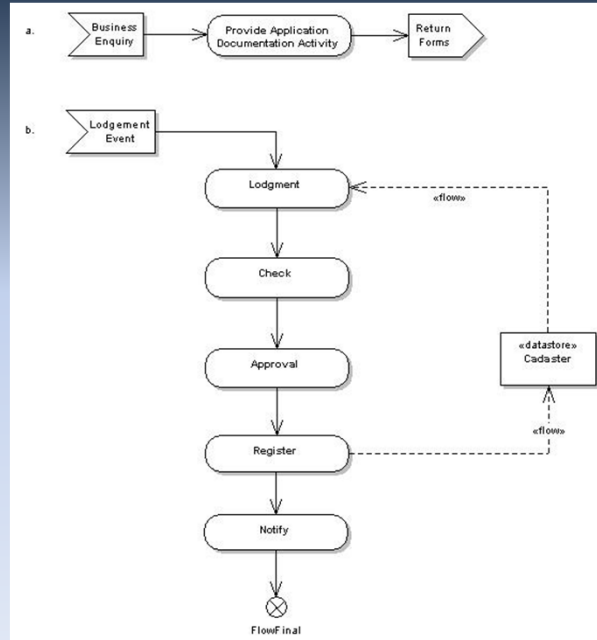 a.
Business
Enquiry
Provide Application
Documentation Activity
Return
Forms
b.
Lodgement
Event
Lodgment
«flow»
Check
«datastore»
Cadaster
Approval
«flow»
Register
Notify
FlowFinal